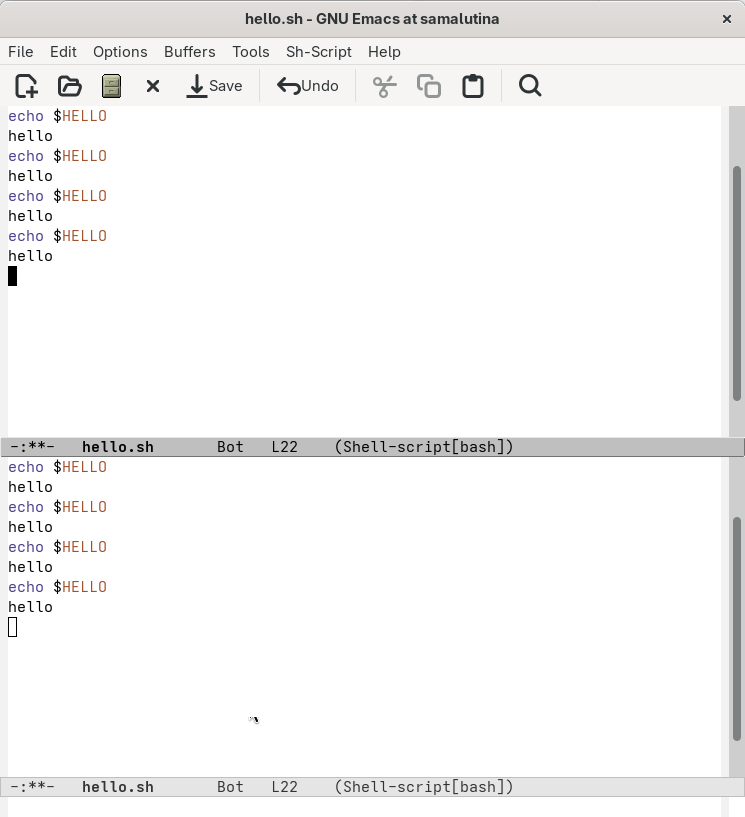 hello.sh - GNU Emacs at samalutina
File Edit Options Buffers Tools Sh-Script Help
Save Undo
echo $HELLO
hello
echo $HELLO
hello
echo $HELLO
hello
echo $HELLO
hello
-:**- hello.sh Bot L22 (Shell-script[bash])
echo $HELLO
hello
echo $HELLO
hello
echo $HELLO
hello
echo $HELLO
hello
-:**- hello.sh Bot L22 (Shell-script[bash])